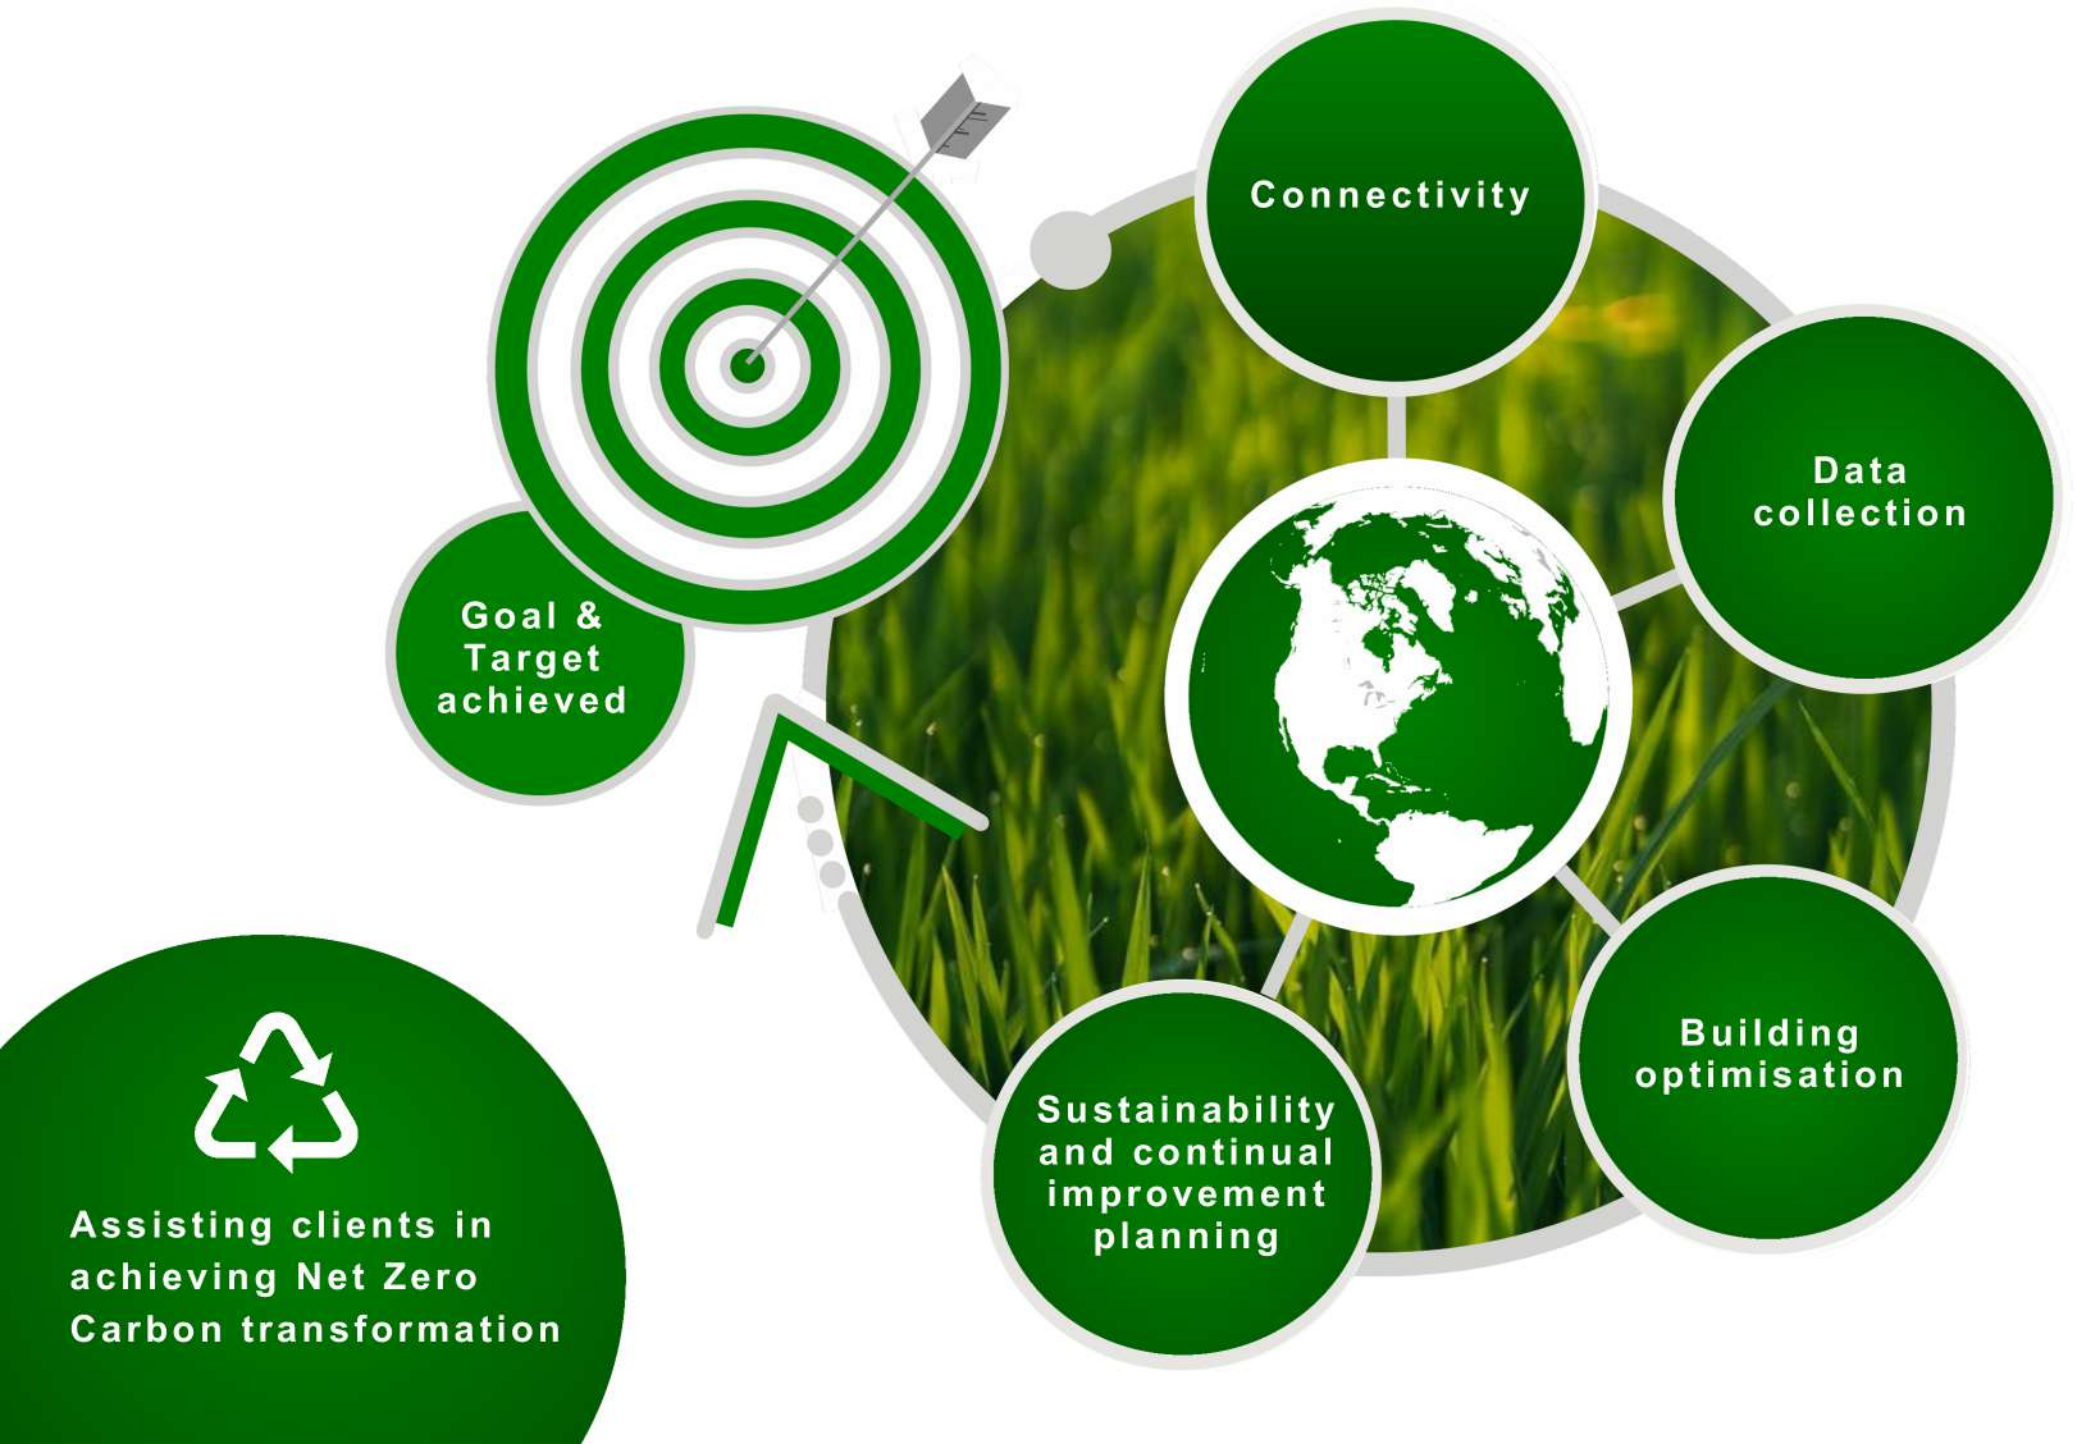 Connectivity
Data
collection
Building
optimisation
Sustainability
and continual
improvement
planning
Goal &
Target
achieved
Assisting clients in
achieving Net Zero
Carbon transformation